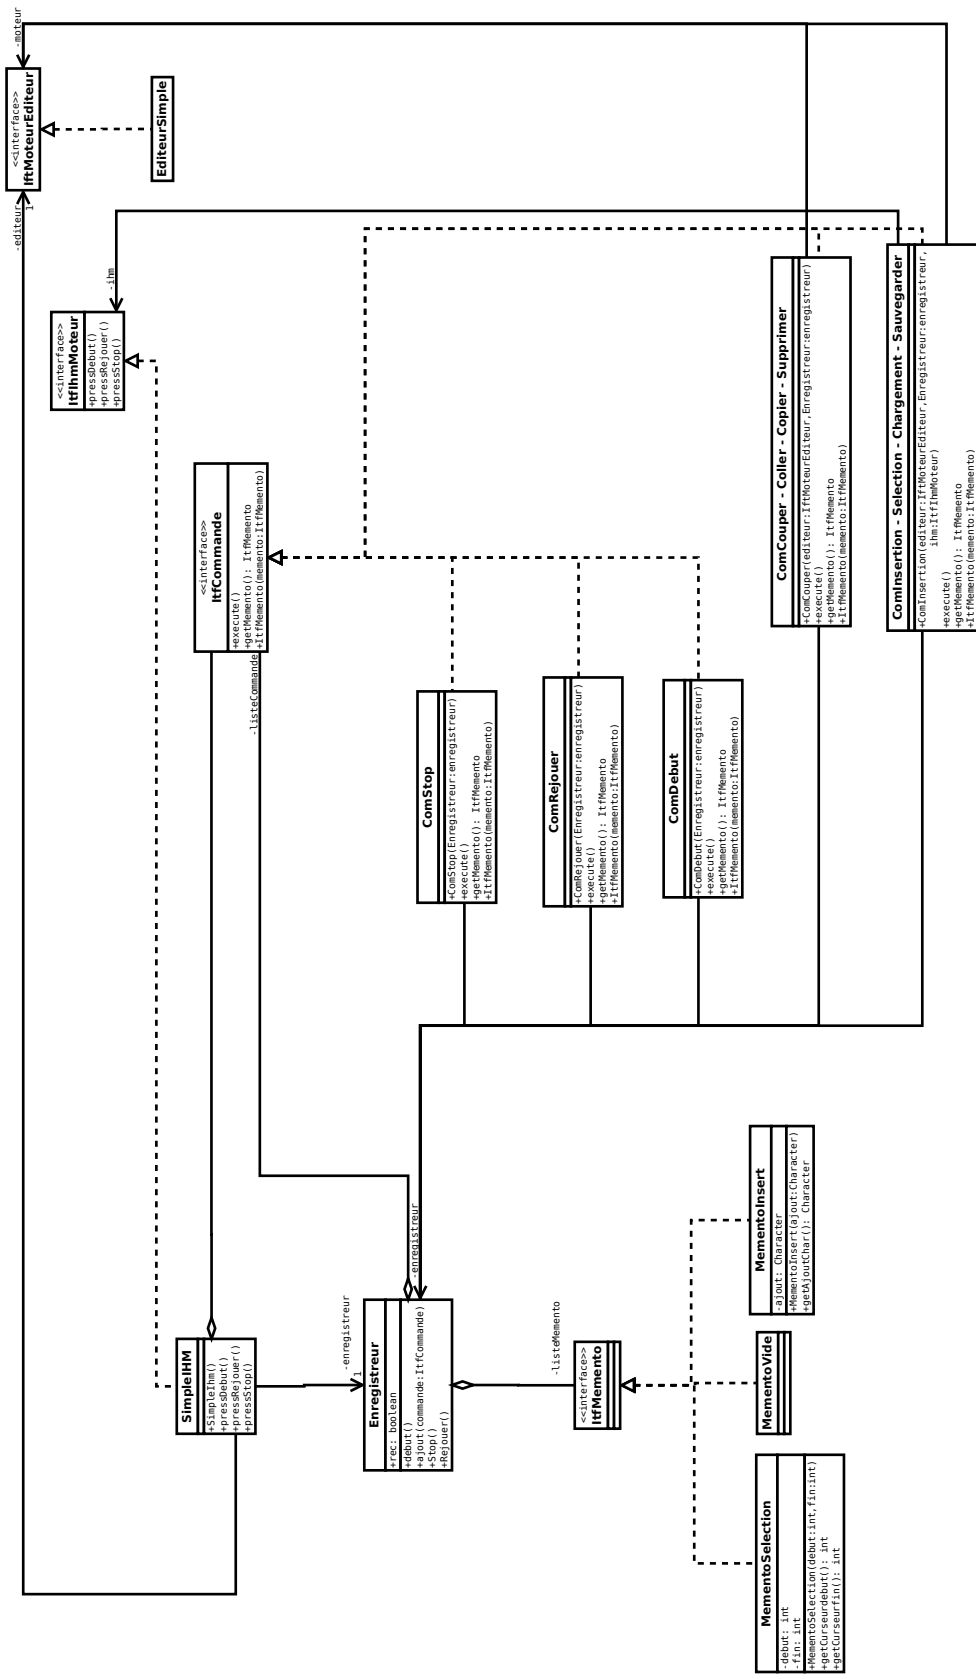 -moteur
<<interface>>
IftMoteurEditeur
-editeur
1
EditeurSimple
-ihm
<<interface>>
ItfIhmMoteur
+pressDebut()
+pressRejouer()
+pressStop()
<<interface>>
ItfCommande
+execute()
+getMemento(): ItfMemento
+ItfMemento(memento:ItfMemento)
-listeCommande
ComStop
+ComStop(Enregistreur:enregistreur)
+execute()
+getMemento(): ItfMemento
+ItfMemento(memento:ItfMemento)
ComRejouer
+ComRejouer(Enregistreur:enregistreur)
+execute()
+getMemento(): ItfMemento
+ItfMemento(memento:ItfMemento)
ComDebut
+ComDebut(Enregistreur:enregistreur)
+execute()
+getMemento(): ItfMemento
+ItfMemento(memento:ItfMemento)
ComCouper - Coller - Copier - Supprimer
+ComCouper(editeur:IftMoteurEditeur,Enregistreur:enregistreur)
+execute()
+getMemento(): ItfMemento
+ItfMemento(memento:ItfMemento)
ComInsertion - Selection - Chargement - Sauvegarder
+ComInsertion(editeur:IftMoteurEditeur,Enregistreur:enregistreur,
ihm:ItfIhmMoteur)
+execute()
+getMemento(): ItfMemento
+ItfMemento(memento:ItfMemento)
SimpleIHM
+SimpleIhm()
+pressDebut()
+pressRejouer()
+pressStop()
-enregistreur
1
-enregistreur
Enregistreur
+rec: boolean
+debut()
+ajout(commande:ItfCommande)
+Stop()
+Rejouer()
-listeMemento
<<interface>>
ItfMemento
MementoInsert
-ajout: Character
+MementoInsert(ajout:Character)
+getAjoutChar(): Character
MementoVide
MementoSelection
-debut: int
-fin: int
+MementoSelection(debut:int,fin:int)
+getCurseurdebut(): int
+getCurseurfin(): int